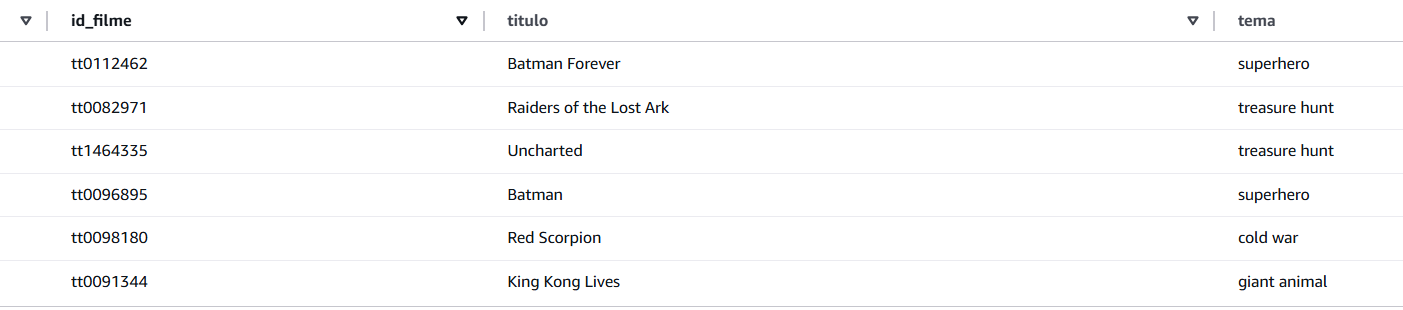 id_filme titulo tema
tt0112462 Batman Forever superhero
tt0082971 Raiders of the Lost Ark treasure hunt
tt1464335 Uncharted treasure hunt
tt0096895 Batman superhero
tt0098180 Red Scorpion cold war
tt0091344 King Kong Lives giant animal